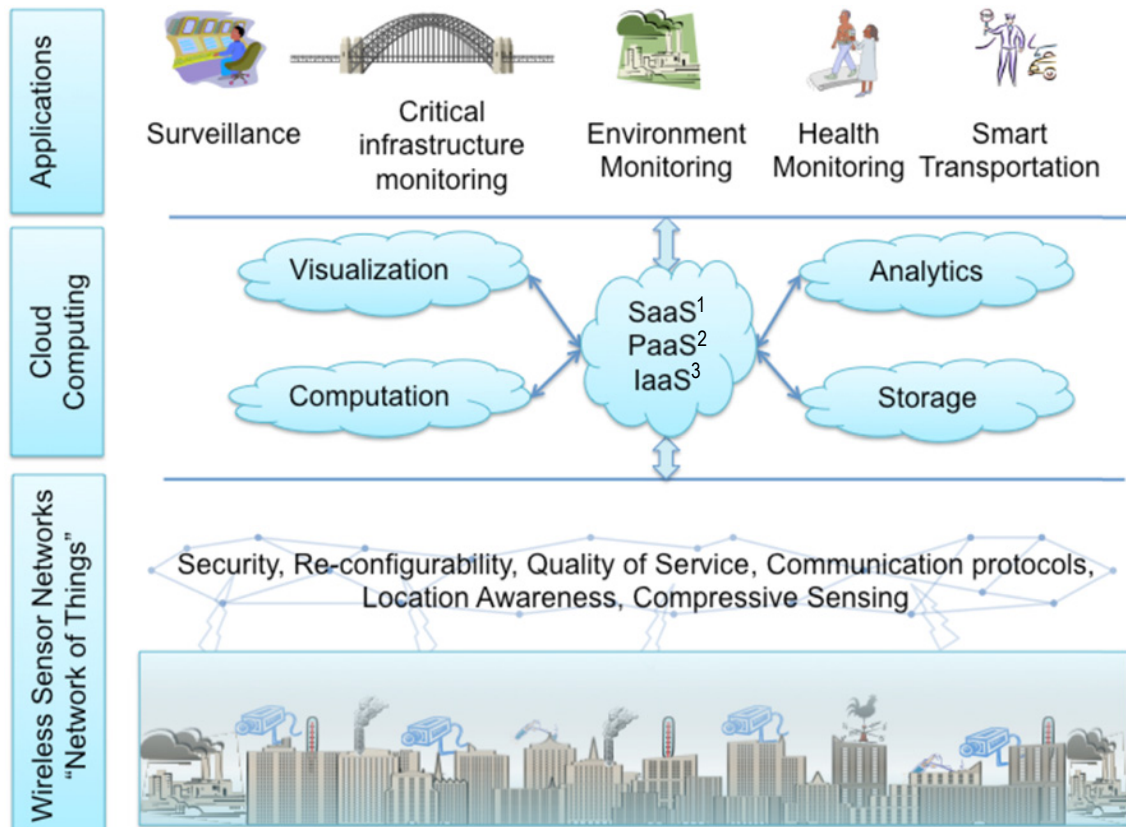 Applications
Surveillance
Critical
infrastructure
monitoring
Environment
Monitoring
Health
Monitoring
Smart
Transportation
Cloud
Computing
Visualization
Computation
SaaS¹
PaaS²
IaaS³
Analytics
Storage
Wireless Sensor Networks
“Network of Things”
Security, Re-configurability, Quality of Service, Communication protocols,
Location Awareness, Compressive Sensing